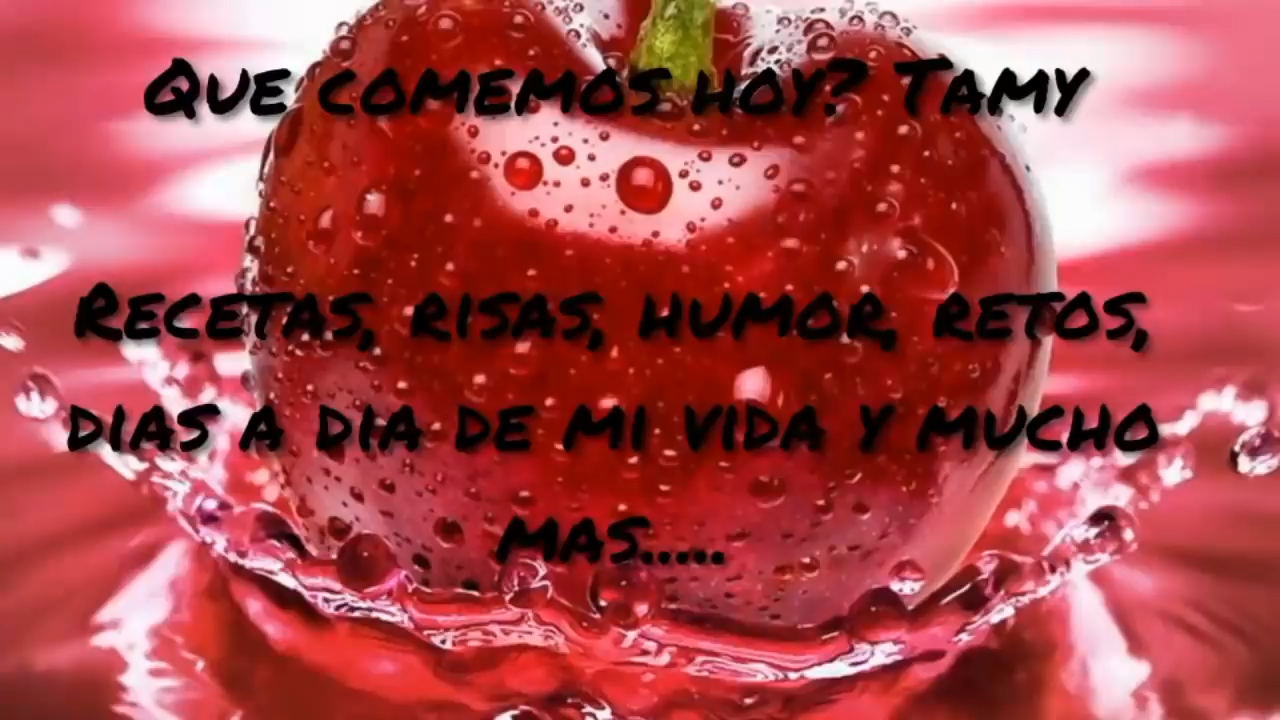 Que comemos hoy? Tamy
Recetas, risas, humor, retos,
dias a dia de mi vida y mucho
mas.....